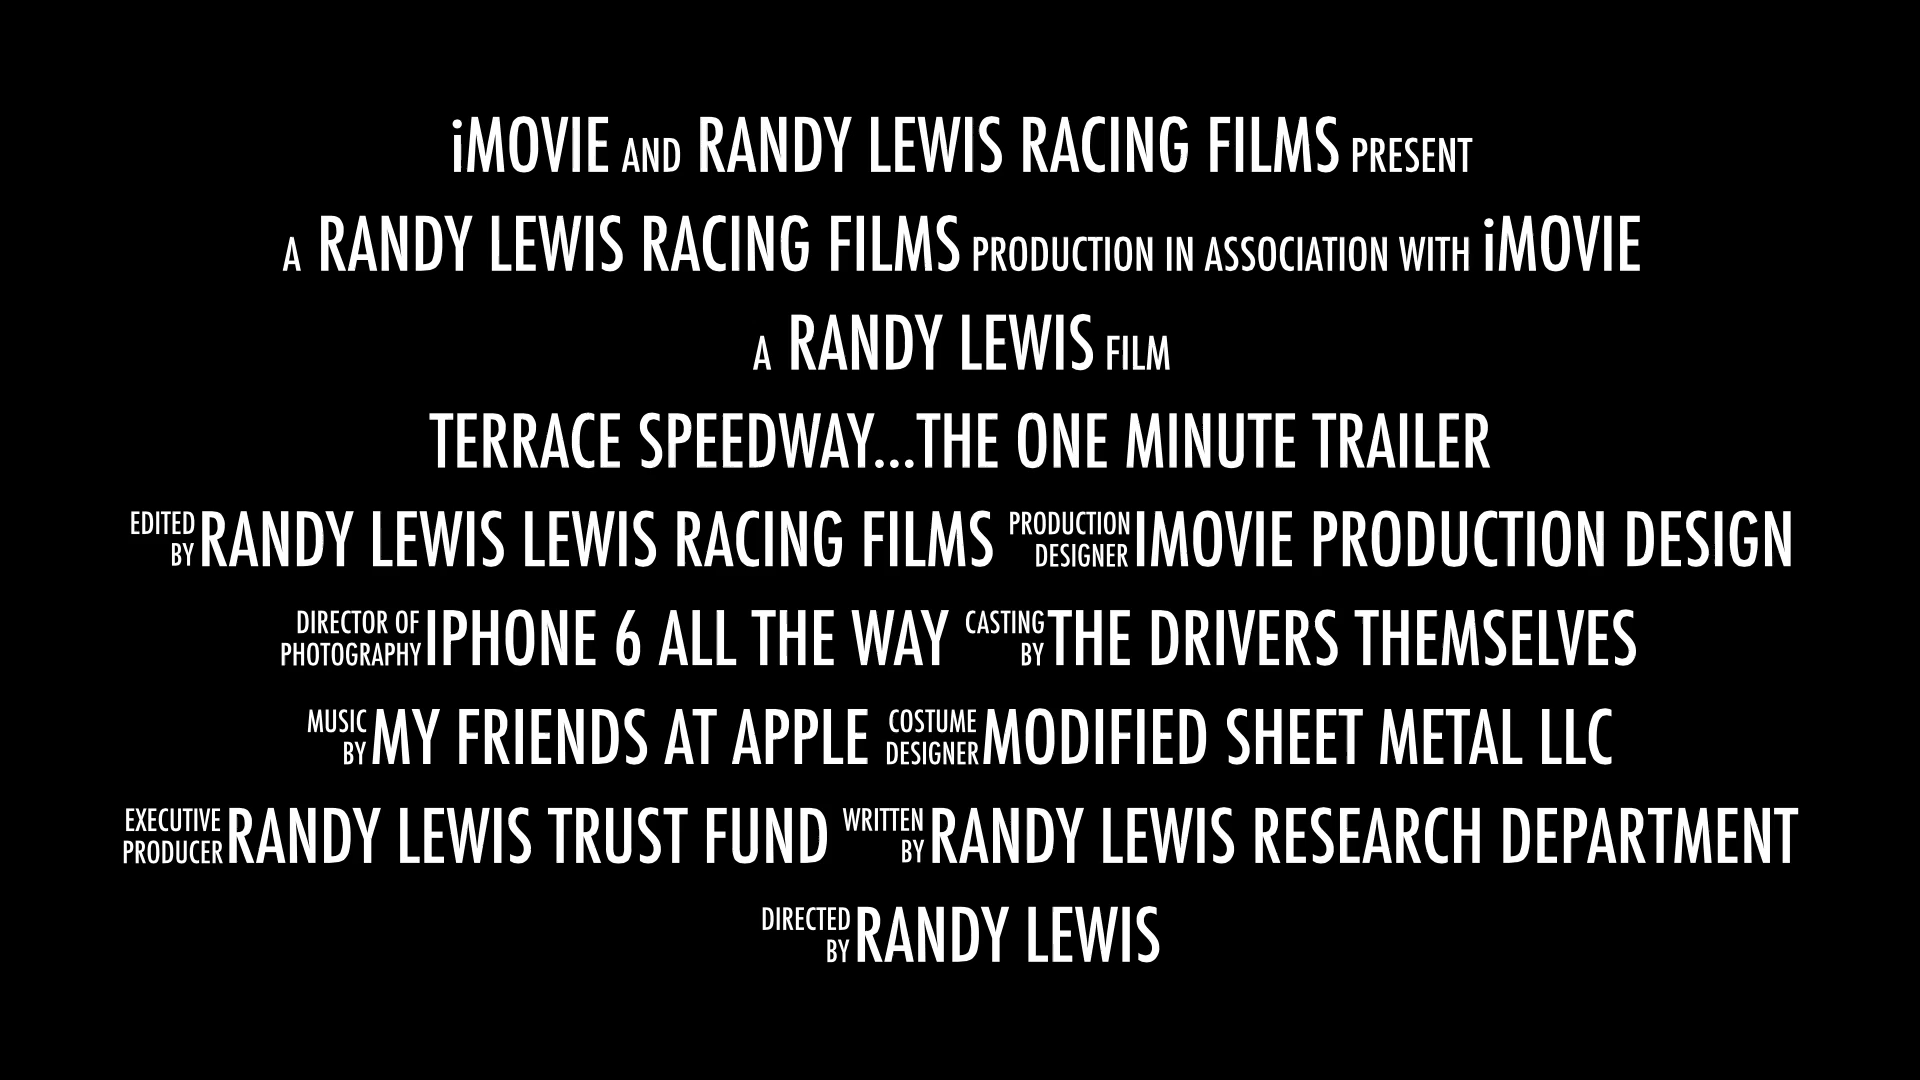 iMOVIE AND RANDY LEWIS RACING FILMS PRESENT
A RANDY LEWIS RACING FILMS PRODUCTION IN ASSOCIATION WITH iMOVIE
A RANDY LEWIS FILM
TERRACE SPEEDWAY...THE ONE MINUTE TRAILER
EDITED BY RANDY LEWIS LEWIS RACING FILMS PRODUCTION DESIGNER IMOVIE PRODUCTION DESIGN
DIRECTOR OF PHOTOGRAPHY IPHONE 6 ALL THE WAY CASTING BY THE DRIVERS THEMSELVES
MUSIC BY MY FRIENDS AT APPLE COSTUME DESIGNER MODIFIED SHEET METAL LLC
EXECUTIVE PRODUCER RANDY LEWIS TRUST FUND WRITTEN BY RANDY LEWIS RESEARCH DEPARTMENT
DIRECTED BY RANDY LEWIS